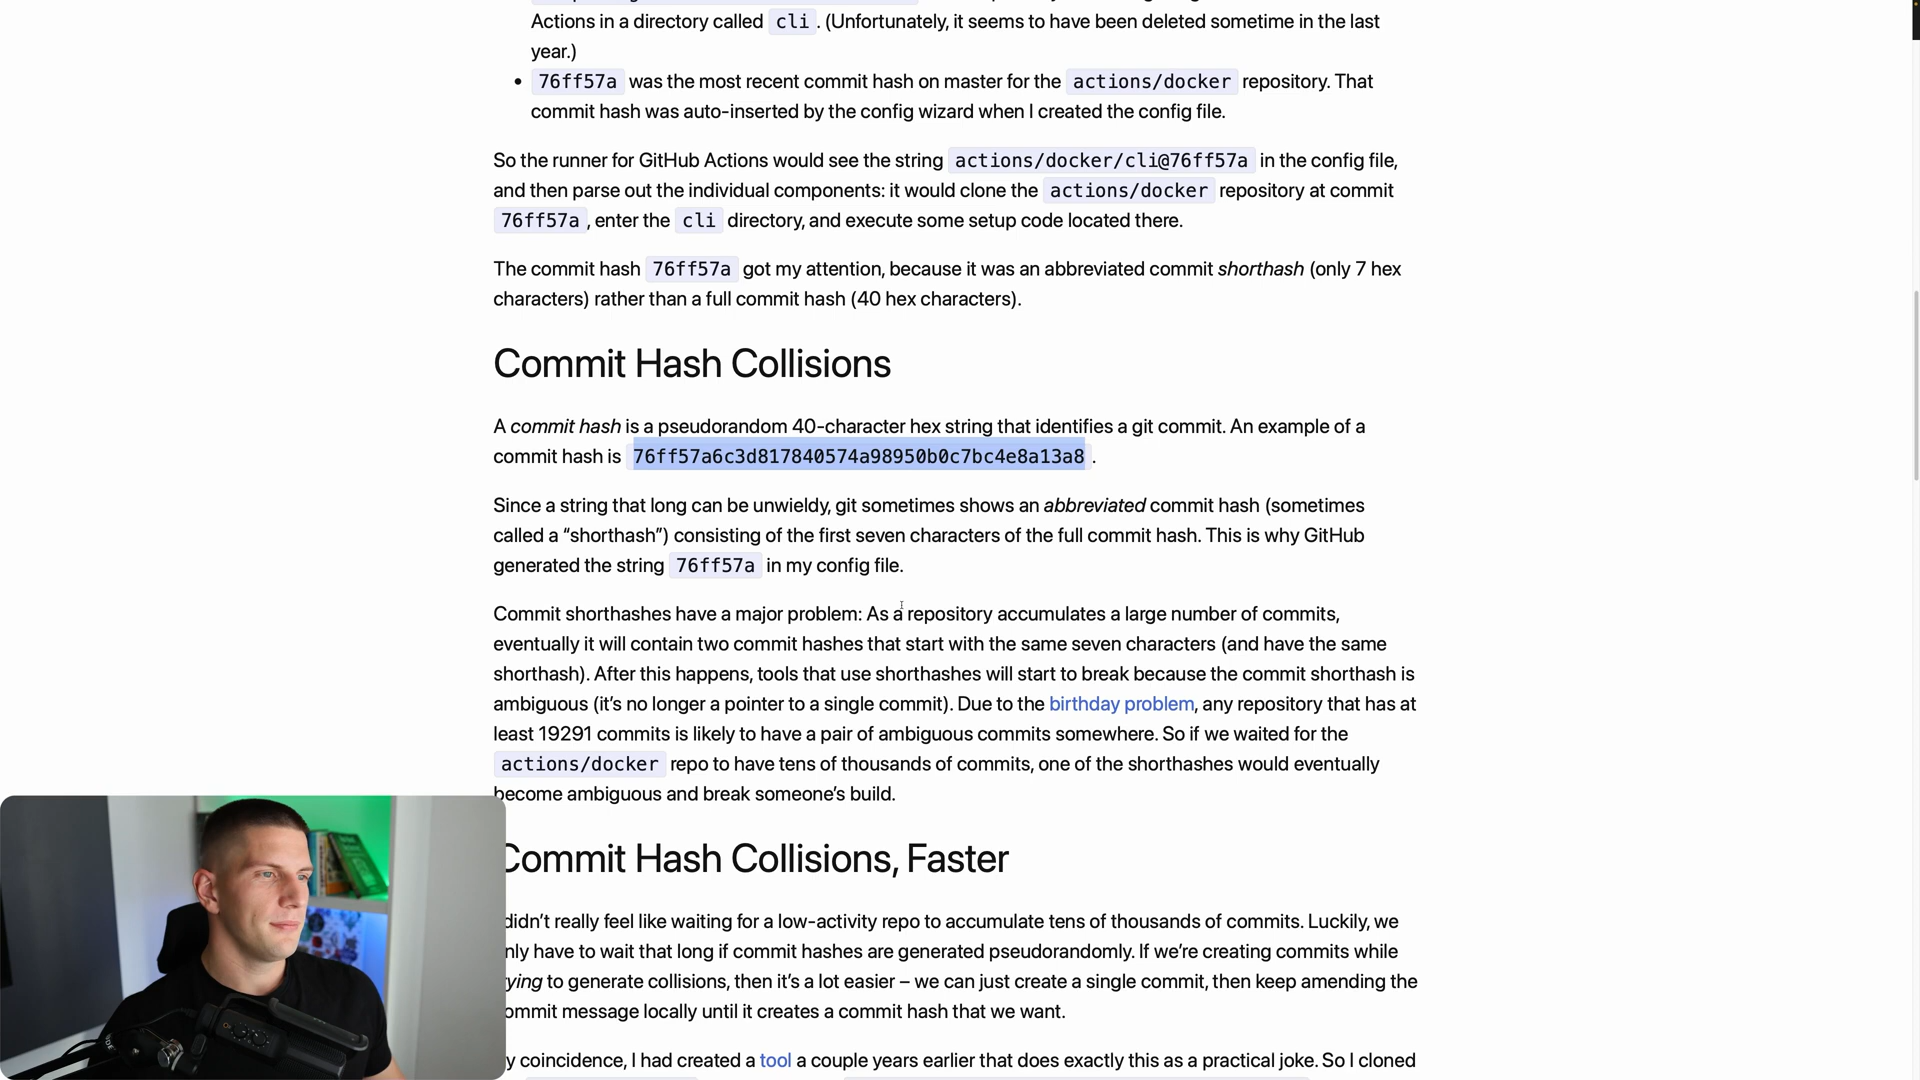 Actions in a directory called cli. (Unfortunately, it seems to have been deleted sometime in the last
year.)
• 76ff57a was the most recent commit hash on master for the actions/docker repository. That
commit hash was auto-inserted by the config wizard when I created the config file.
So the runner for GitHub Actions would see the string actions/docker/cli@76ff57a in the config file,
and then parse out the individual components: it would clone the actions/docker repository at commit
76ff57a, enter the cli directory, and execute some setup code located there.
The commit hash 76ff57a got my attention, because it was an abbreviated commit shorthash (only 7 hex
characters) rather than a full commit hash (40 hex characters).
Commit Hash Collisions
A commit hash is a pseudorandom 40-character hex string that identifies a git commit. An example of a
commit hash is 76ff57a6c3d817840574a98950b0c7bc4e8a13a8.
Since a string that long can be unwieldy, git sometimes shows an abbreviated commit hash (sometimes
called a “shorthash”) consisting of the first seven characters of the full commit hash. This is why GitHub
generated the string 76ff57a in my config file.
Commit shorthashes have a major problem: As a repository accumulates a large number of commits,
eventually it will contain two commit hashes that start with the same seven characters (and have the same
shorthash). After this happens, tools that use shorthashes will start to break because the commit shorthash is
ambiguous (it’s no longer a pointer to a single commit). Due to the birthday problem, any repository that has at
least 19291 commits is likely to have a pair of ambiguous commits somewhere. So if we waited for the
actions/docker repo to have tens of thousands of commits, one of the shorthashes would eventually
become ambiguous and break someone’s build.
Commit Hash Collisions, Faster
didn’t really feel like waiting for a low-activity repo to accumulate tens of thousands of commits. Luckily, we
nly have to wait that long if commit hashes are generated pseudorandomly. If we’re creating commits while
ying to generate collisions, then it’s a lot easier – we can just create a single commit, then keep amending the
ommit message locally until it creates a commit hash that we want.
y coincidence, I had created a tool a couple years earlier that does exactly this as a practical joke. So I cloned